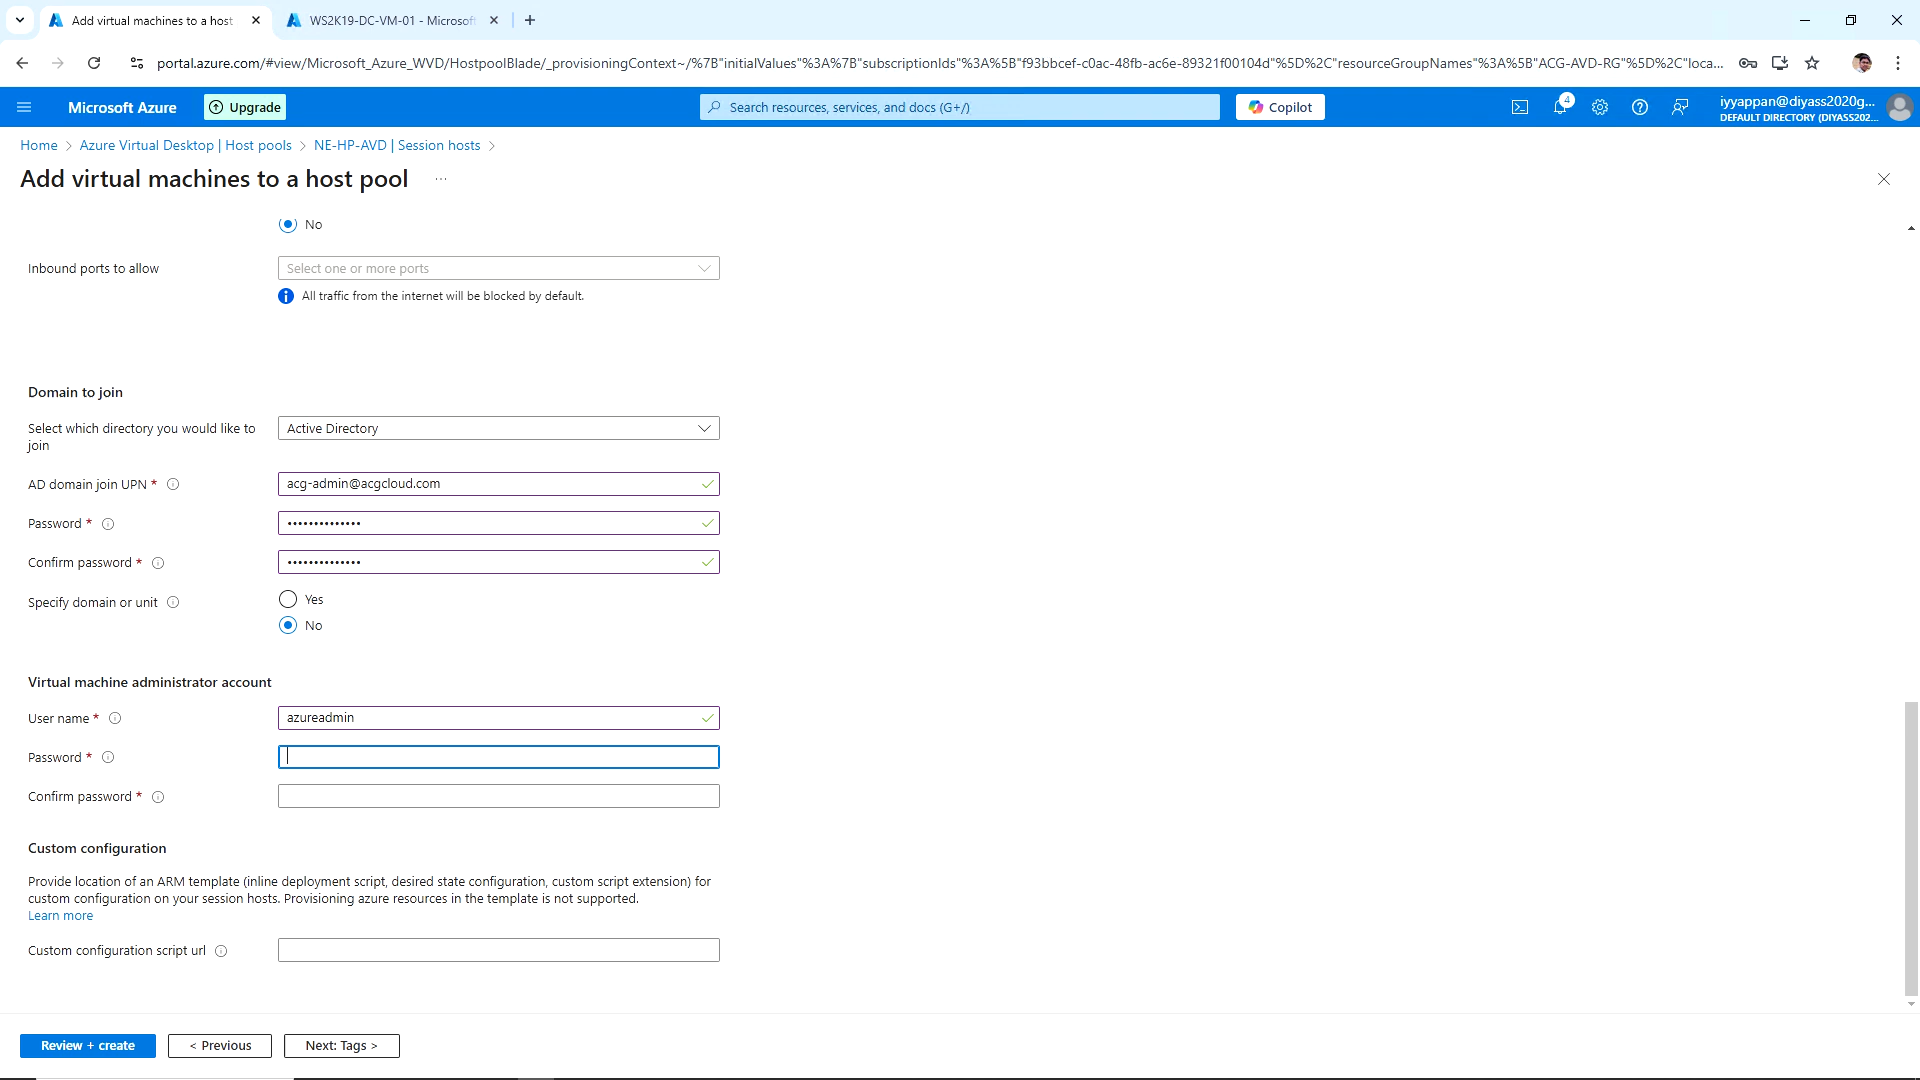 Add virtual machines to a host
WS2K19-DC-VM-01 - Microsof
portal.azure.com/#view/Microsoft_Azure_WVD/HostpoolBlade/_provisioningContext~/%7B"initialValues"%3A%7B"subscriptionIds"%3A%5B"f93bbcef-c0ac-48fb-ac6e-89321f00104d"%5D%2C"resourceGroupNames"%3A%5B"ACG-AVD-RG"%5D%2C"loca...
Microsoft Azure
Upgrade
Search resources, services, and docs (G+/)
Copilot
4
iyyappan@diyass2020g...
DEFAULT DIRECTORY (DIYASS202...
Home > Azure Virtual Desktop | Host pools > NE-HP-AVD | Session hosts >
Add virtual machines to a host pool ...
No
Inbound ports to allow
Select one or more ports
All traffic from the internet will be blocked by default.
Domain to join
Select which directory you would like to join
Active Directory
AD domain join UPN *
acg-admin@acgcloud.com
Password *
••••••••••••••
Confirm password *
••••••••••••••
Specify domain or unit
Yes
No
Virtual machine administrator account
User name *
azureadmin
Password *
Confirm password *
Custom configuration
Provide location of an ARM template (inline deployment script, desired state configuration, custom script extension) for
custom configuration on your session hosts. Provisioning azure resources in the template is not supported.
Learn more
Custom configuration script url
Review + create
< Previous
Next: Tags >